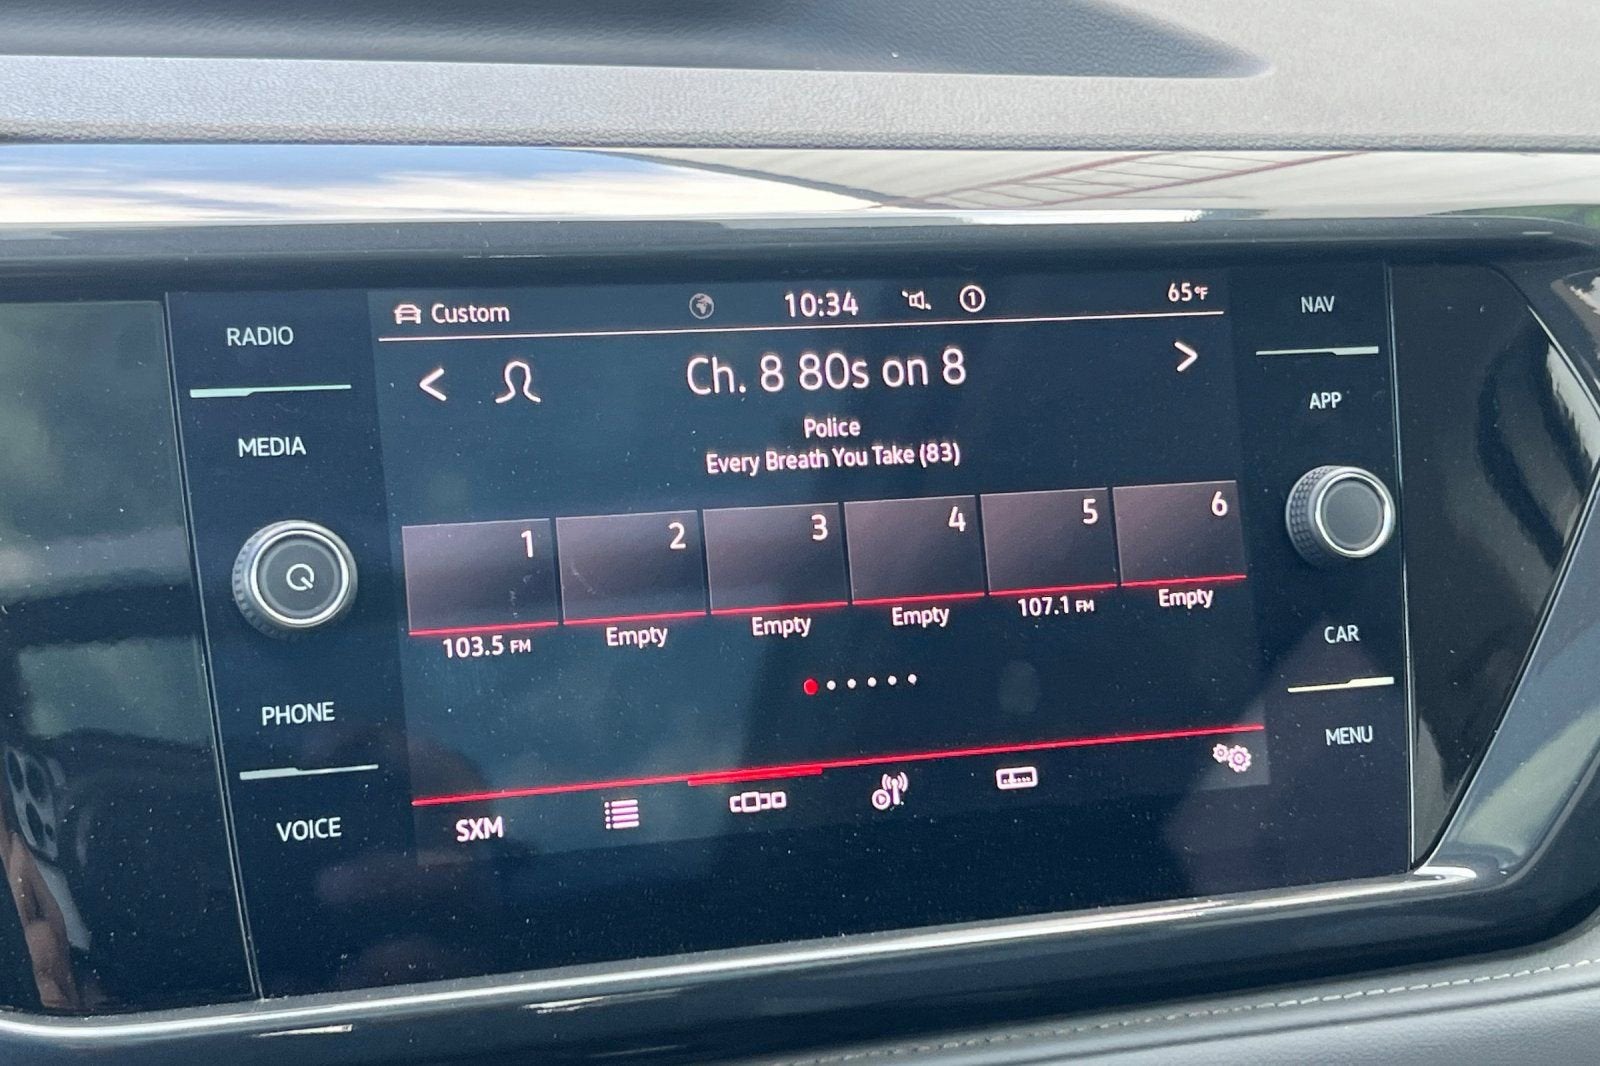 RADIO
MEDIA
PHONE
VOICE
Custom
10:34
1
65°F
Ch. 8 80s on 8
Police
Every Breath You Take (83)
1
2
3
4
5
6
103.5 FM
Empty
Empty
Empty
107.1 FM
Empty
SXM
NAV
APP
CAR
MENU